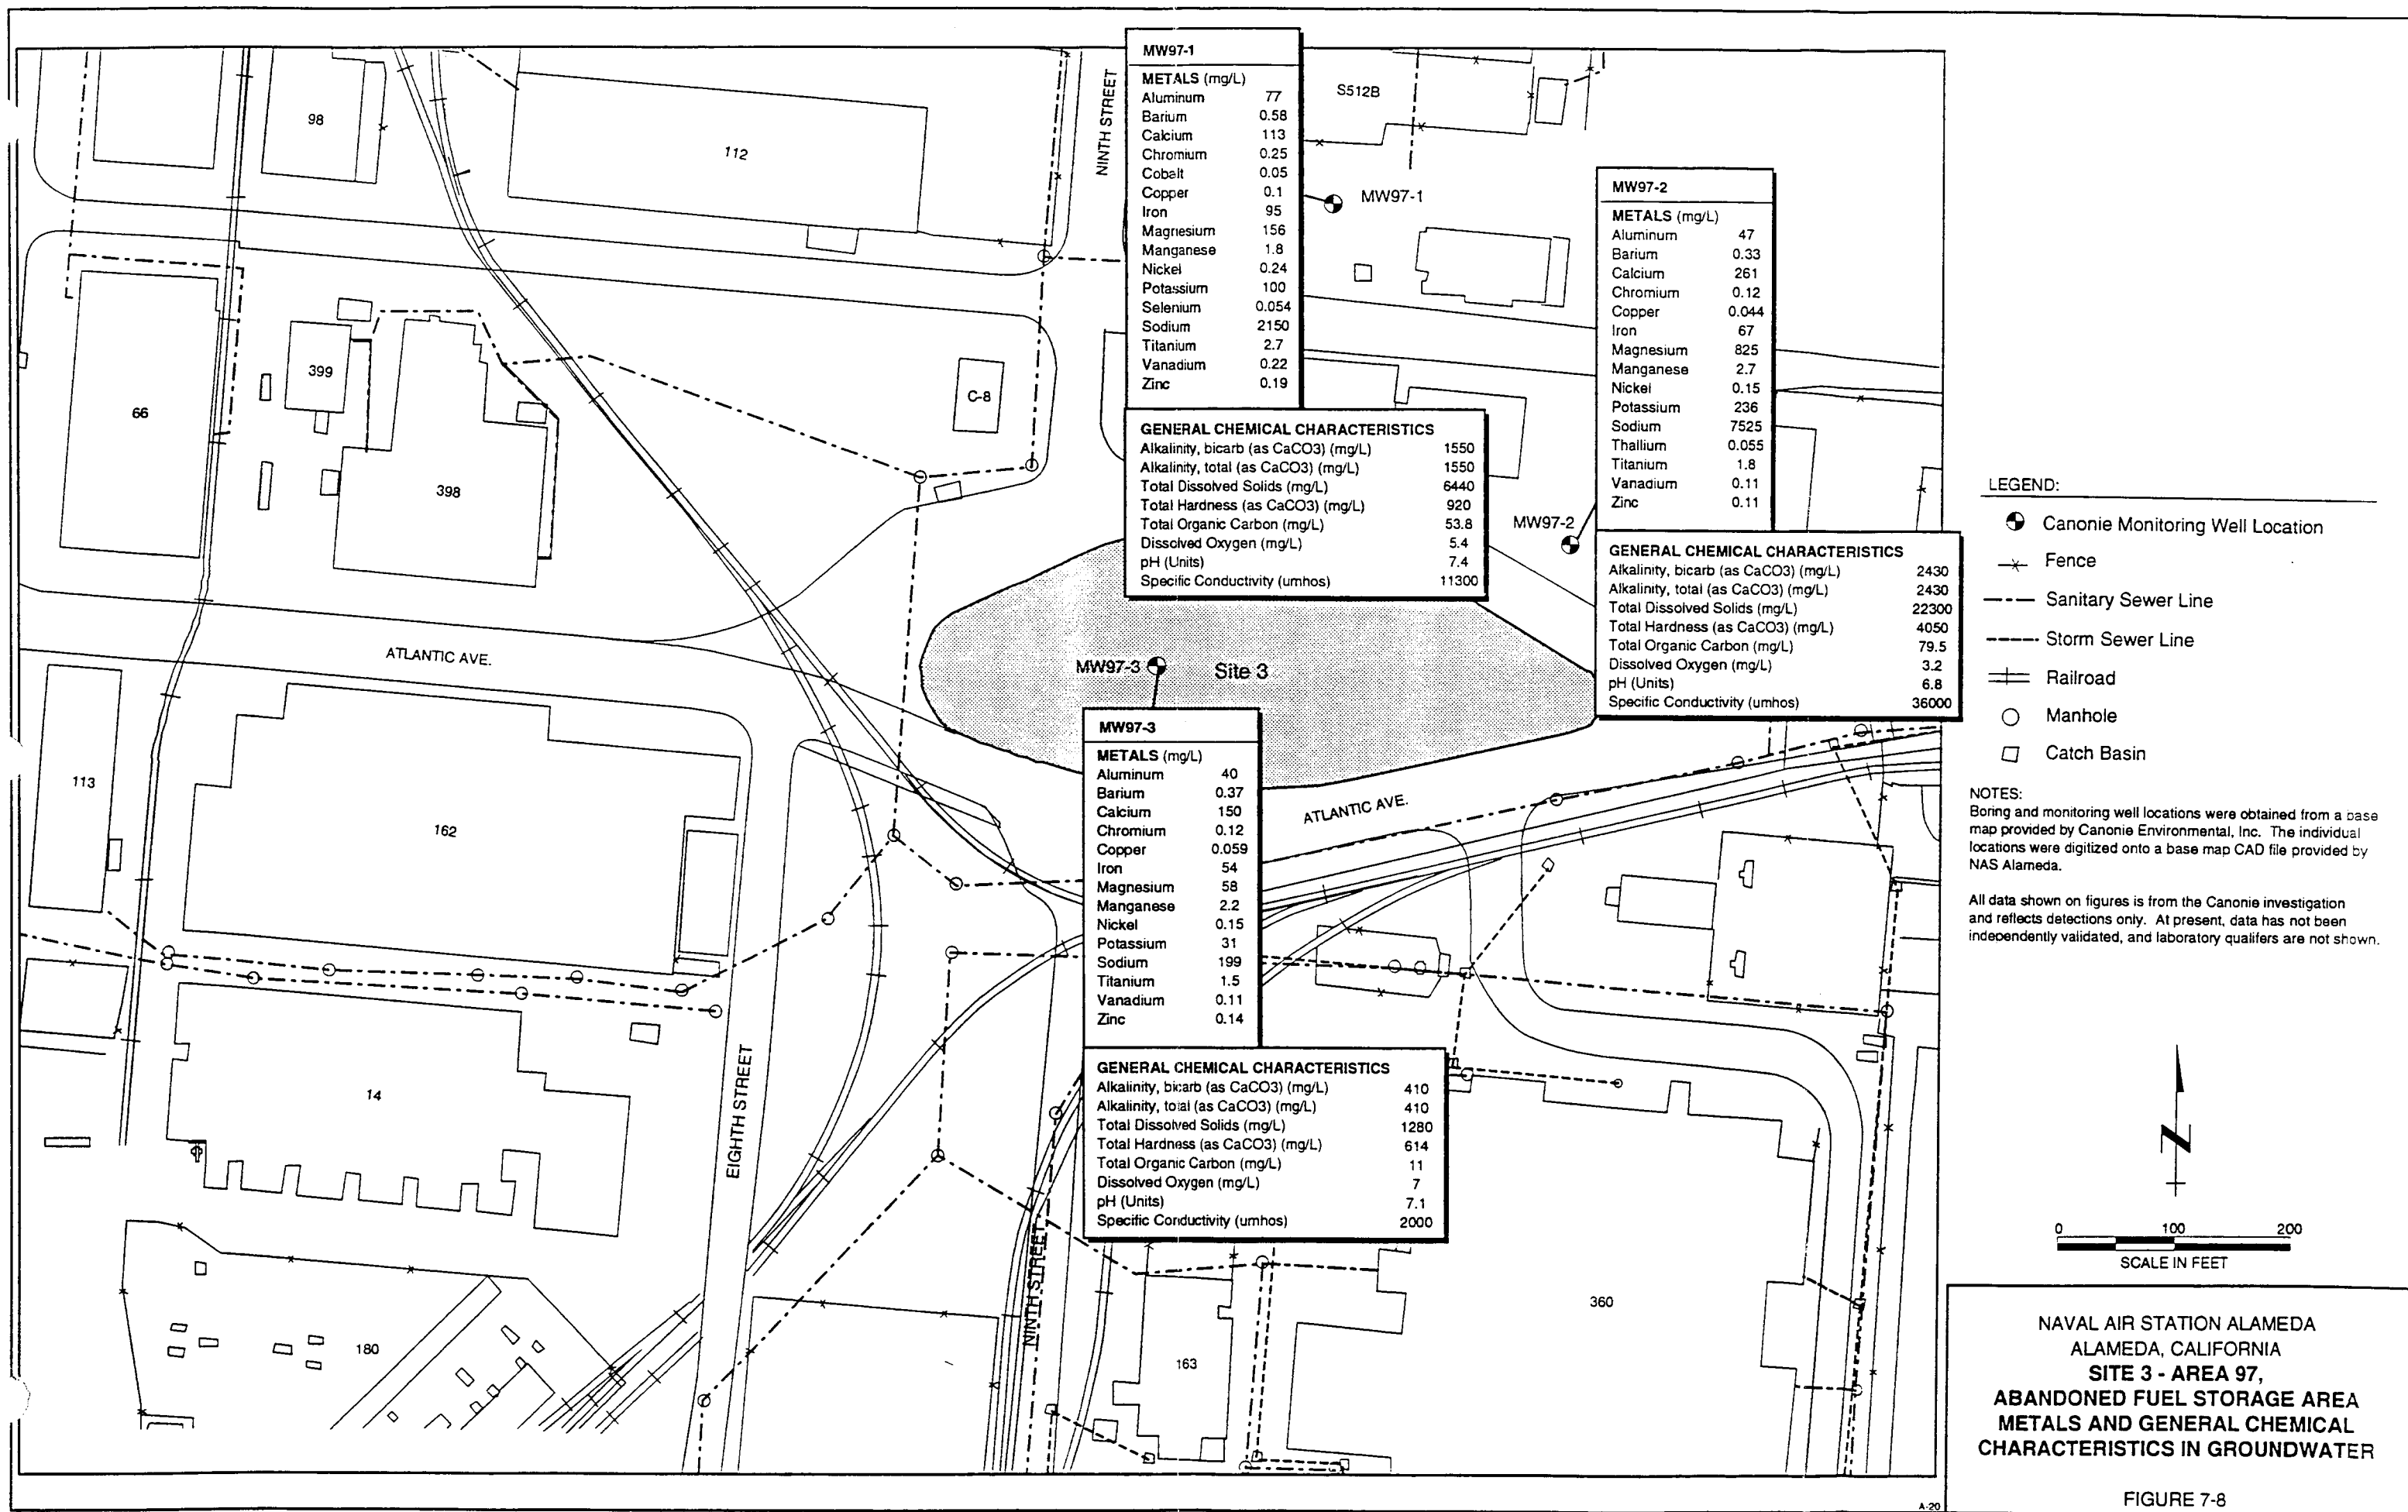 MW97-1
METALS (mg/L)
Aluminum 77
Barium 0.58
Calcium 113
Chromium 0.25
Cobalt 0.05
Copper 0.1
Iron 95
Magnesium 156
Manganese 1.8
Nickel 0.24
Potassium 100
Selenium 0.054
Sodium 2150
Titanium 2.7
Vanadium 0.22
Zinc 0.19
GENERAL CHEMICAL CHARACTERISTICS
Alkalinity, bicarb (as CaCO3) (mg/L) 1550
Alkalinity, total (as CaCO3) (mg/L) 1550
Total Dissolved Solids (mg/L) 6440
Total Hardness (as CaCO3) (mg/L) 920
Total Organic Carbon (mg/L) 53.8
Dissolved Oxygen (mg/L) 5.4
pH (Units) 7.4
Specific Conductivity (umhos) 11300
MW97-2
METALS (mg/L)
Aluminum 47
Barium 0.33
Calcium 261
Chromium 0.12
Copper 0.044
Iron 67
Magnesium 825
Manganese 2.7
Nickel 0.15
Potassium 236
Sodium 7525
Thallium 0.055
Titanium 1.8
Vanadium 0.11
Zinc 0.11
GENERAL CHEMICAL CHARACTERISTICS
Alkalinity, bicarb (as CaCO3) (mg/L) 2430
Alkalinity, total (as CaCO3) (mg/L) 2430
Total Dissolved Solids (mg/L) 22300
Total Hardness (as CaCO3) (mg/L) 4050
Total Organic Carbon (mg/L) 79.5
Dissolved Oxygen (mg/L) 3.2
pH (Units) 6.8
Specific Conductivity (umhos) 36000
MW97-3
METALS (mg/L)
Aluminum 40
Barium 0.37
Calcium 150
Chromium 0.12
Copper 0.059
Iron 54
Magnesium 58
Manganese 2.2
Nickel 0.15
Potassium 31
Sodium 199
Titanium 1.5
Vanadium 0.11
Zinc 0.14
GENERAL CHEMICAL CHARACTERISTICS
Alkalinity, bicarb (as CaCO3) (mg/L) 410
Alkalinity, total (as CaCO3) (mg/L) 410
Total Dissolved Solids (mg/L) 1280
Total Hardness (as CaCO3) (mg/L) 614
Total Organic Carbon (mg/L) 11
Dissolved Oxygen (mg/L) 7
pH (Units) 7.1
Specific Conductivity (umhos) 2000
98
112
NINTH STREET
S512B
MW97-1
66
399
398
C-8
MW97-2
ATLANTIC AVE.
MW97-3
Site 3
113
162
ATLANTIC AVE.
14
EIGHTH STREET
NINTH STREET
180
163
360
LEGEND:
Canonie Monitoring Well Location
Fence
Sanitary Sewer Line
Storm Sewer Line
Railroad
Manhole
Catch Basin
NOTES:
Boring and monitoring well locations were obtained from a base
map provided by Canonie Environmental, Inc. The individual
locations were digitized onto a base map CAD file provided by
NAS Alameda.
All data shown on figures is from the Canonie investigation
and reflects detections only. At present, data has not been
independently validated, and laboratory qualifers are not shown.
N
0 100 200
SCALE IN FEET
NAVAL AIR STATION ALAMEDA
ALAMEDA, CALIFORNIA
SITE 3 - AREA 97,
ABANDONED FUEL STORAGE AREA
METALS AND GENERAL CHEMICAL
CHARACTERISTICS IN GROUNDWATER
FIGURE 7-8
A-20